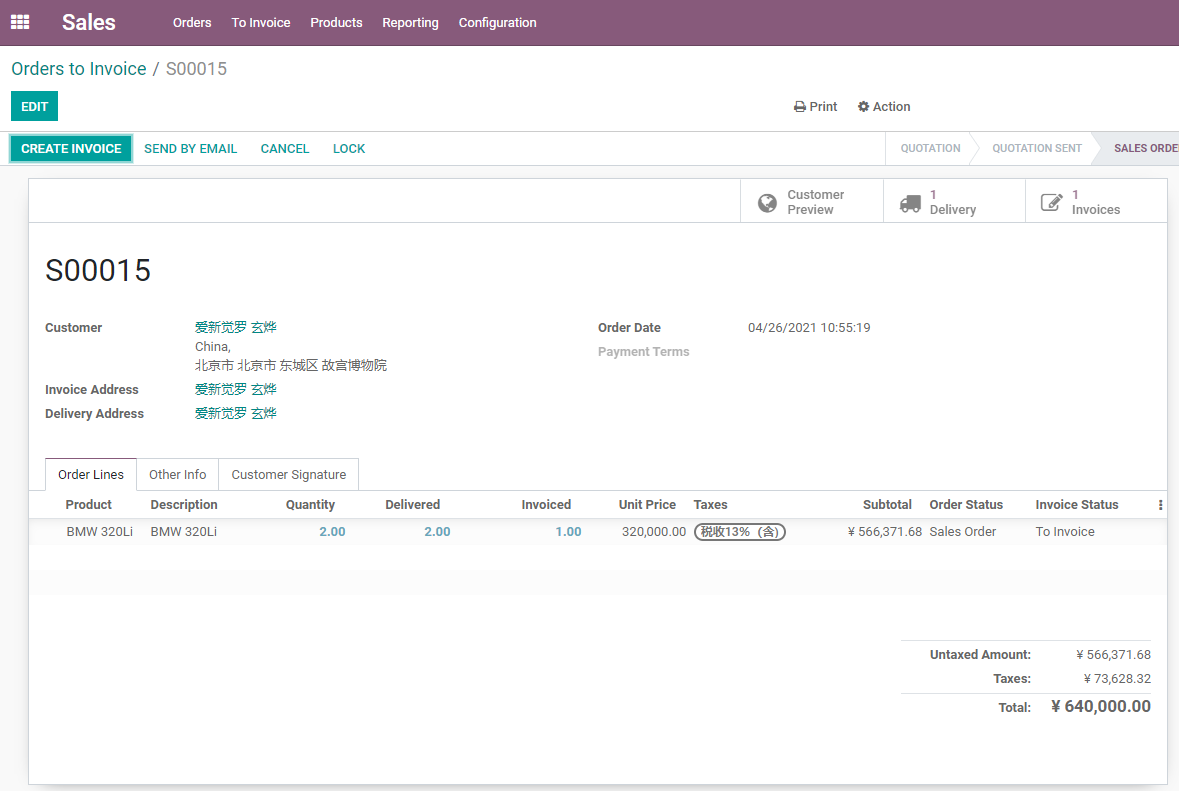 Sales Orders To Invoice Products Reporting Configuration
Orders to Invoice / S00015
EDIT Print Action
CREATE INVOICE SEND BY EMAIL CANCEL LOCK QUOTATION QUOTATION SENT SALES ORDE
Customer Preview 1 Delivery 1 Invoices
S00015
Customer 爱新觉罗 玄烨 Order Date 04/26/2021 10:55:19
China, Payment Terms
北京市 北京市 东城区 故宫博物院
Invoice Address 爱新觉罗 玄烨
Delivery Address 爱新觉罗 玄烨
Order Lines Other Info Customer Signature
Product Description Quantity Delivered Invoiced Unit Price Taxes Subtotal Order Status Invoice Status
BMW 320Li BMW 320Li 2.00 2.00 1.00 320,000.00 税收13%（含） ¥ 566,371.68 Sales Order To Invoice
Untaxed Amount: ¥ 566,371.68
Taxes: ¥ 73,628.32
Total: ¥ 640,000.00